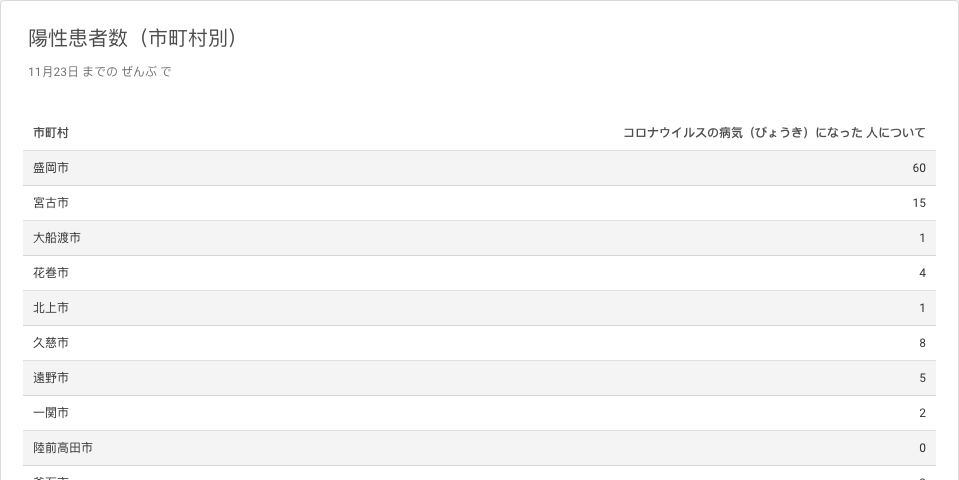 陽性患者数（市町村別）
11月23日 までの ぜんぶ で
市町村 コロナウイルスの病気（びょうき）になった 人について
盛岡市 60
宮古市 15
大船渡市 1
花巻市 4
北上市 1
久慈市 8
遠野市 5
一関市 2
陸前高田市 0